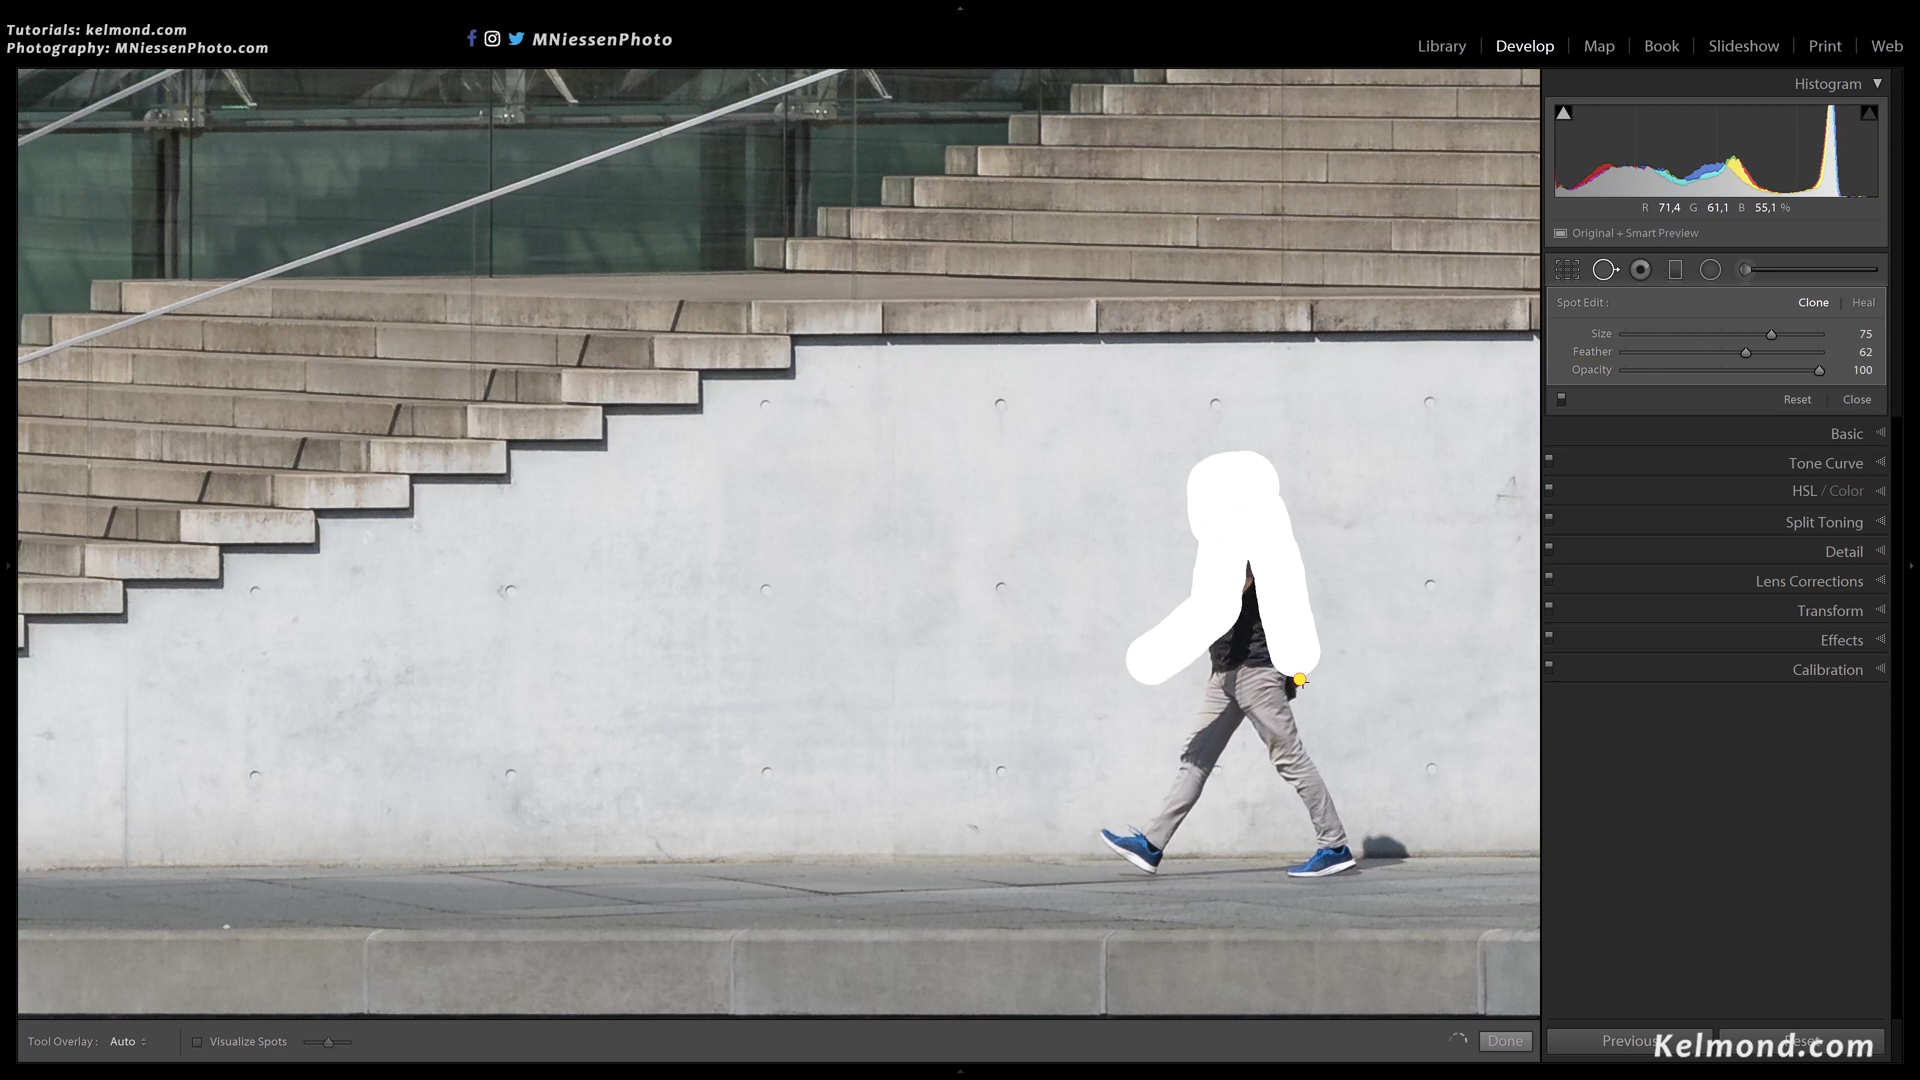 Tutorials: kelmond.com
Photography: MNiessenPhoto.com
MNiessenPhoto
Library Develop Map Book Slideshow Print Web
Histogram
R 71,4 G 61,1 B 55,1 %
Original + Smart Preview
Spot Edit : Clone Heal
Size 75
Feather 62
Opacity 100
Reset Close
Basic
Tone Curve
HSL / Color
Split Toning
Detail
Lens Corrections
Transform
Effects
Calibration
Tool Overlay : Auto Visualize Spots Done
Previous Reset
Kelmond.com